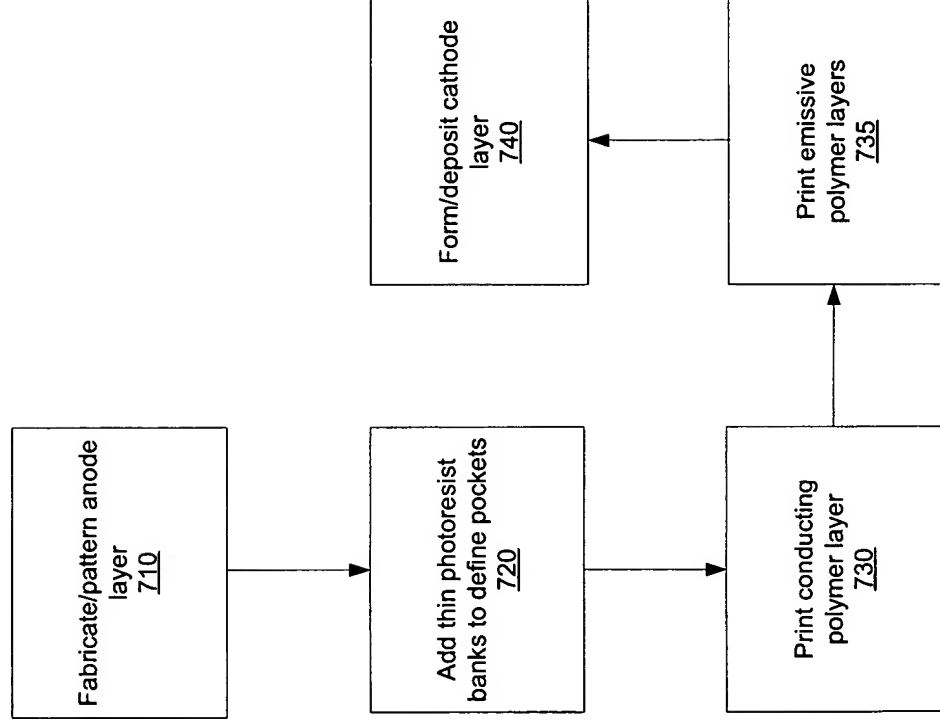 Fabricate/pattern anode
layer
710
Add thin photoresist
banks to define pockets
720
Print conducting
polymer layer
730
Print emissive
polymer layers
735
Form/deposit cathode
layer
740